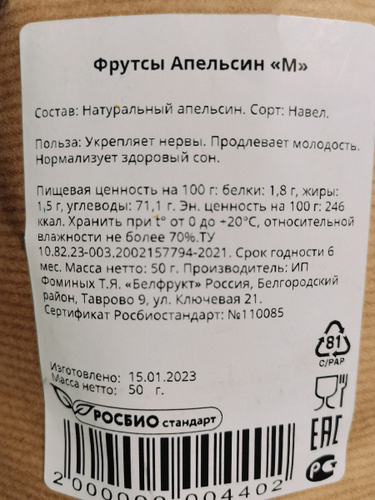 Фрутсы Апельсин «М»
Состав: Натуральный апельсин. Сорт: Навел.
Польза: Укрепляет нервы. Продлевает молодость.
Нормализует здоровый сон.
Пищевая ценность на 100 г: белки: 1,8 г, жиры:
1,5 г, углеводы: 71,1 г. Эн. ценность на 100 г: 246
ккал. Хранить при t° от 0 до +20°С, относительной
влажности не более 70%.ТУ
10.82.23-003.2002157794-2021. Срок годности 6
мес. Масса нетто: 50 г. Производитель: ИП
Фоминых Т.Я. «Белфрукт» Россия, Белгородский
район, Таврово 9, ул. Ключевая 21.
Сертификат Росбиостандарт: №110085
81
C/PAP
Изготовлено: 15.01.2023
Масса нетто: 50 г.
РОСБИО стандарт
EAC
РС